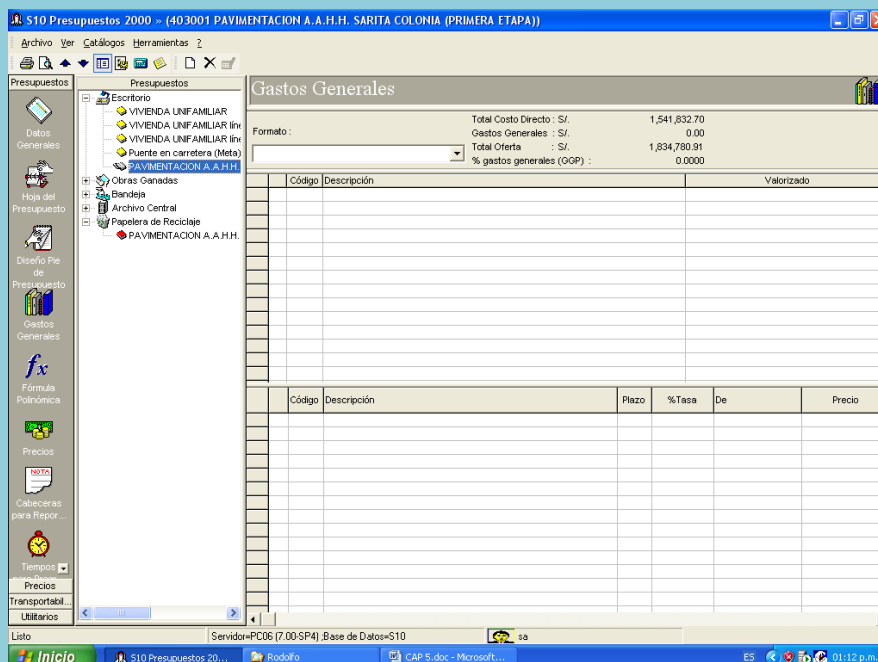 S10 Presupuestos 2000 » (403001 PAVIMENTACION A.A.H.H. SARITA COLONIA (PRIMERA ETAPA))
Archivo Ver Catálogos Herramientas ?
Presupuestos
Datos
Generales
Hoja del
Presupuesto
Diseño Pie
de
Presupuesto
Gastos
Generales
fx
Fórmula
Polinómica
Precios
NOTA
Cabeceras
para Repor...
Tiempos
Precios
Transportabil...
Utilitarios
Presupuestos
Escritorio
VIVIENDA UNIFAMILIAR
VIVIENDA UNIFAMILIAR líne
VIVIENDA UNIFAMILIAR líne
Puente en carretera (Meta)
PAVIMENTACION A.A.H.H.
Obras Ganadas
Bandeja
Archivo Central
Papelera de Reciclaje
PAVIMENTACION A.A.H.H.
Gastos Generales
Formato :
Total Costo Directo : S/. 1,541,832.70
Gastos Generales : S/. 0.00
Total Oferta : S/. 1,834,780.91
% gastos generales (GGP) : 0.0000
Código Descripción Valorizado
Código Descripción Plazo %Tasa De Precio
Listo Servidor=PC06 (7.00-SP4) ;Base de Datos=S10 sa
Inicio S10 Presupuestos 20... Rodolfo CAP 5.doc - Microsoft... ES 01:12 p.m.